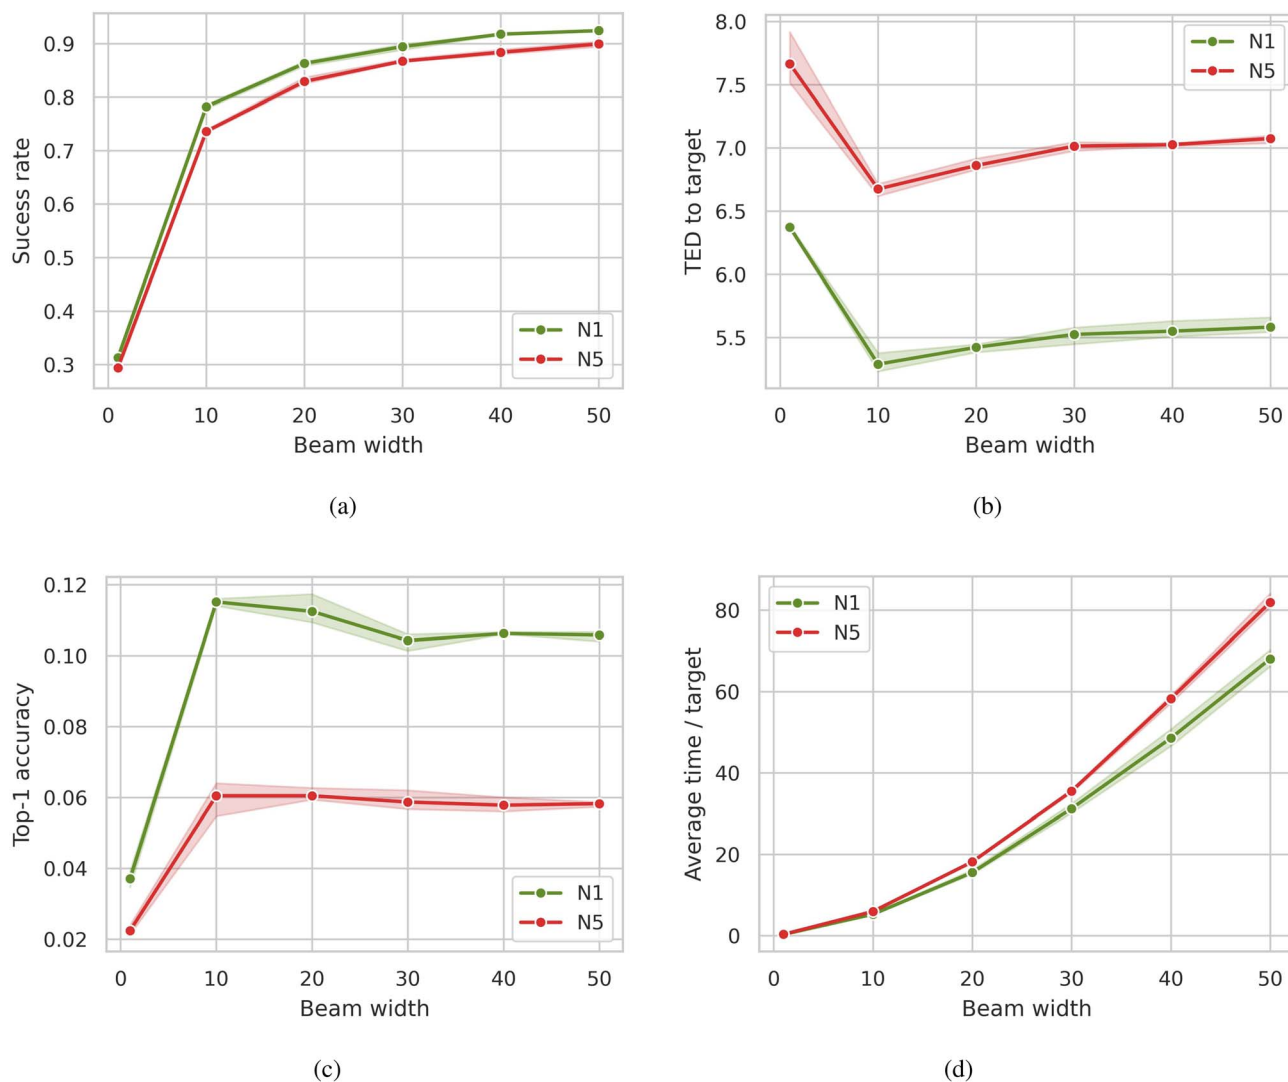 0.9
0.8
0.7
0.6
0.5
0.4
0.3
Sucess rate
N1
N5
0 10 20 30 40 50
Beam width
(a)
8.0
7.5
7.0
6.5
6.0
5.5
TED to target
N1
N5
0 10 20 30 40 50
Beam width
(b)
0.12
0.10
0.08
0.06
0.04
0.02
Top-1 accuracy
N1
N5
0 10 20 30 40 50
Beam width
(c)
80
60
40
20
0
Average time / target
N1
N5
0 10 20 30 40 50
Beam width
(d)